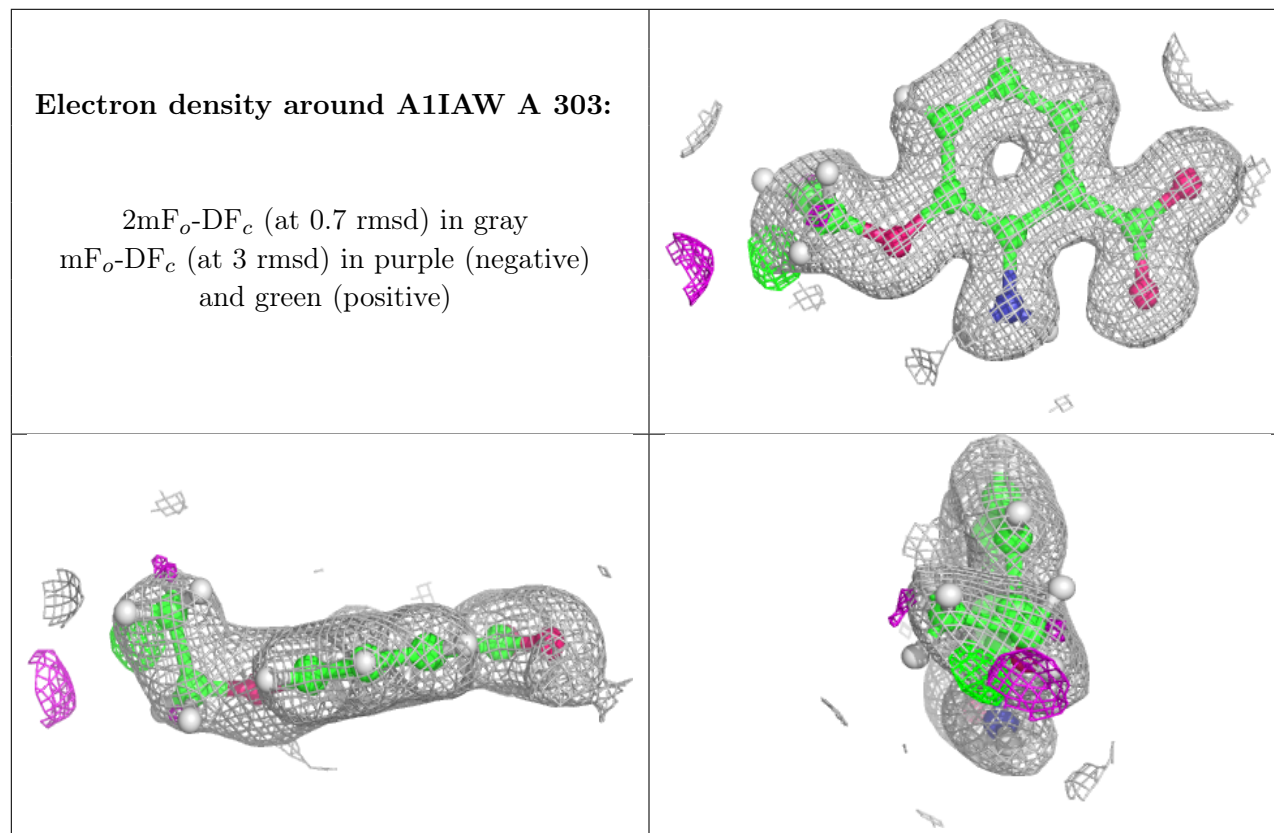 Electron density around A1IAW A 303:
2mFₒ-DF𝒸 (at 0.7 rmsd) in gray
mFₒ-DF𝒸 (at 3 rmsd) in purple (negative)
and green (positive)